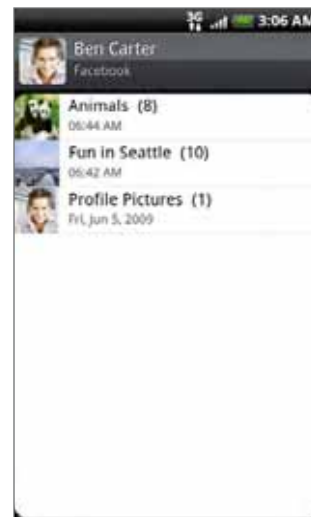 3G 3:06 AM
Ben Carter
Facebook
Animals (8)
06:44 AM
Fun in Seattle (10)
06:42 AM
Profile Pictures (1)
Fri, Jun 5, 2009